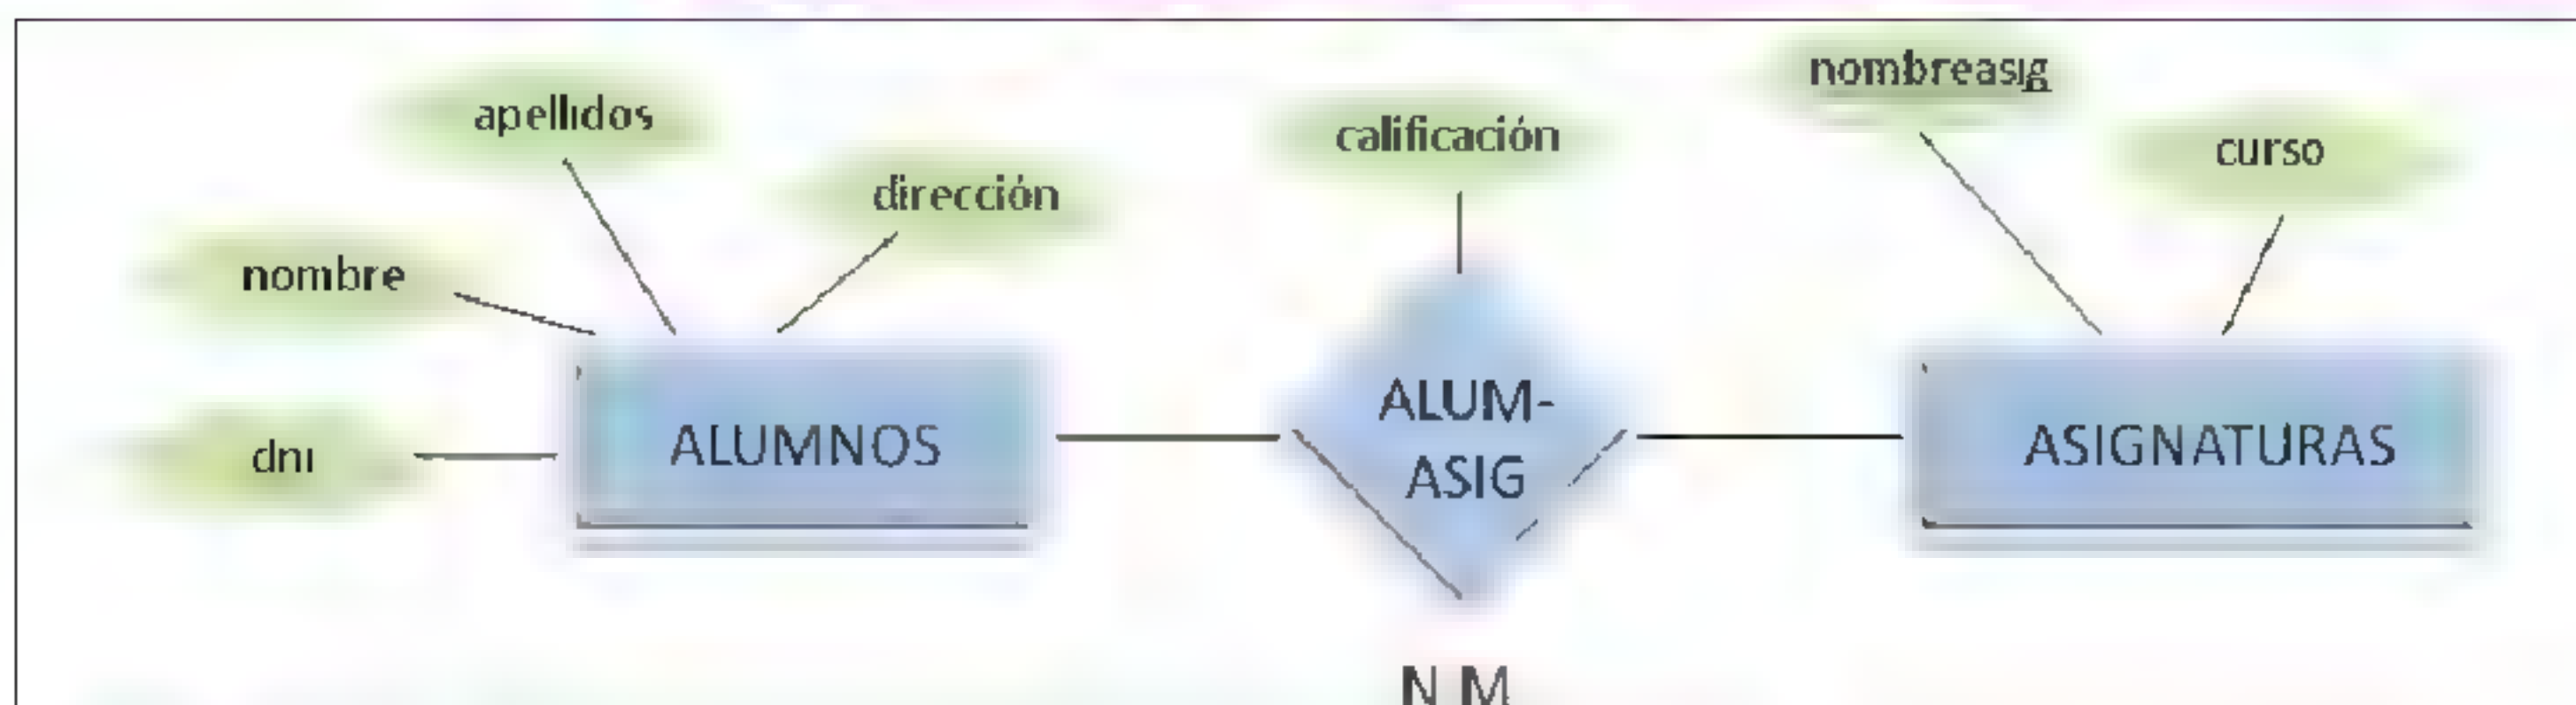 nombreasig
apellidos
calificación
curso
dirección
nombre
ALUM-
ASIG
dni
ALUMNOS
ASIGNATURAS
N M